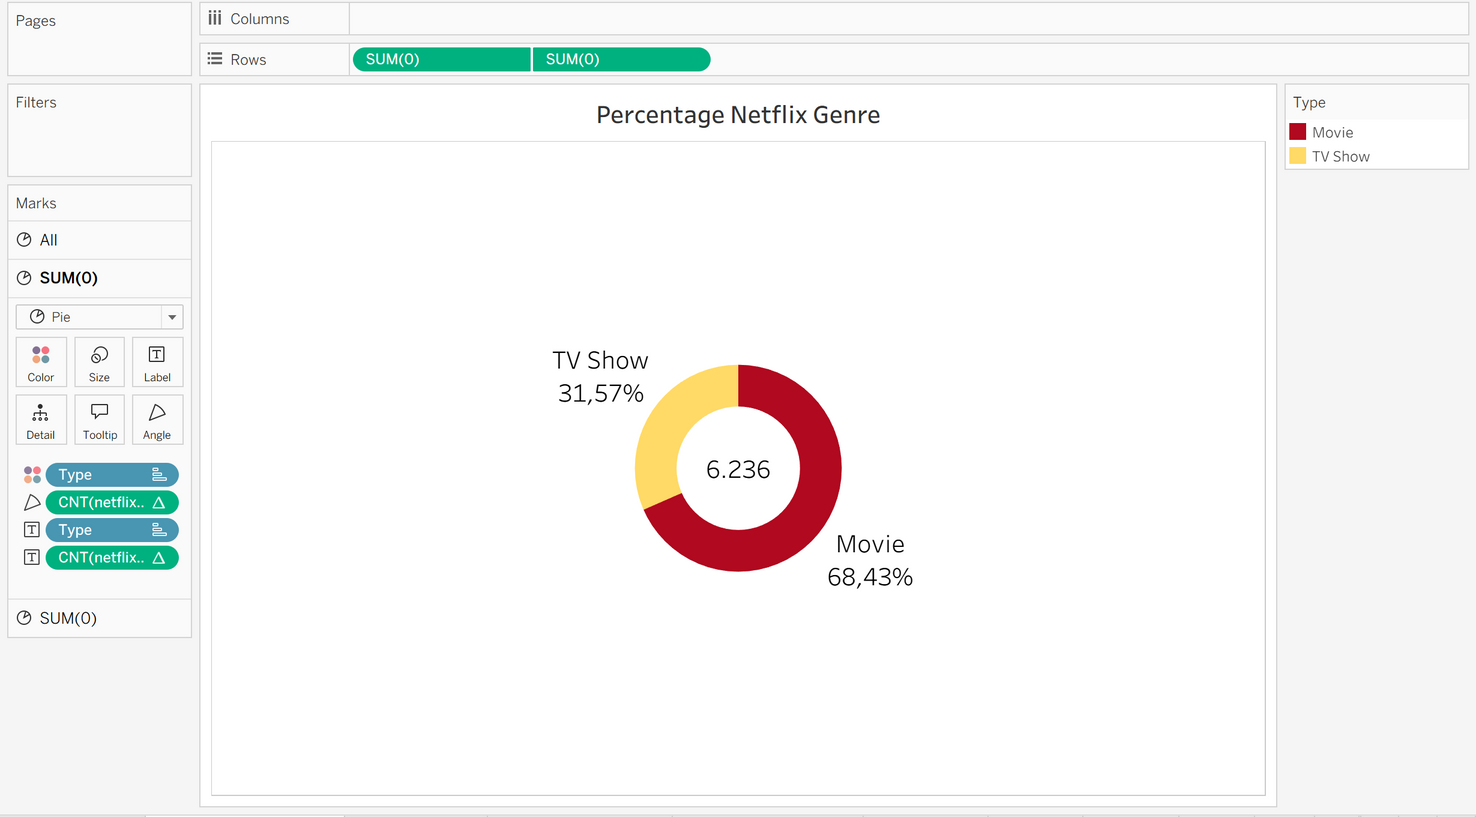 Pages
Columns
Rows
SUM(0)
SUM(0)
Filters
Marks
All
SUM(0)
Pie
Color
Size
Label
Detail
Tooltip
Angle
Type
CNT(netflix..
Type
CNT(netflix..
SUM(0)
Percentage Netflix Genre
TV Show
31,57%
6.236
Movie
68,43%
Type
Movie
TV Show